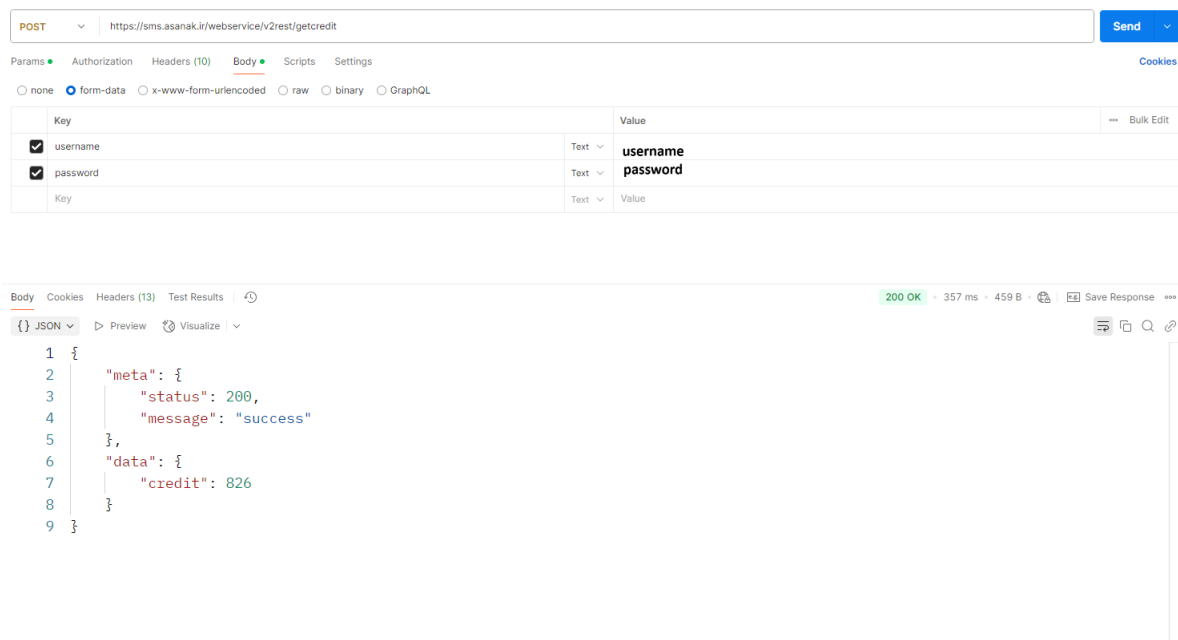 POST https://sms.asanak.ir/webservice/v2rest/getcredit Send
Params Authorization Headers (10) Body Scripts Settings Cookies
none form-data x-www-form-urlencoded raw binary GraphQL
Key Value Bulk Edit
username Text username
password Text password
Key Text Value
Body Cookies Headers (13) Test Results 200 OK 357 ms 459 B Save Response
{} JSON Preview Visualize
1 {
2 "meta": {
3 "status": 200,
4 "message": "success"
5 },
6 "data": {
7 "credit": 826
8 }
9 }